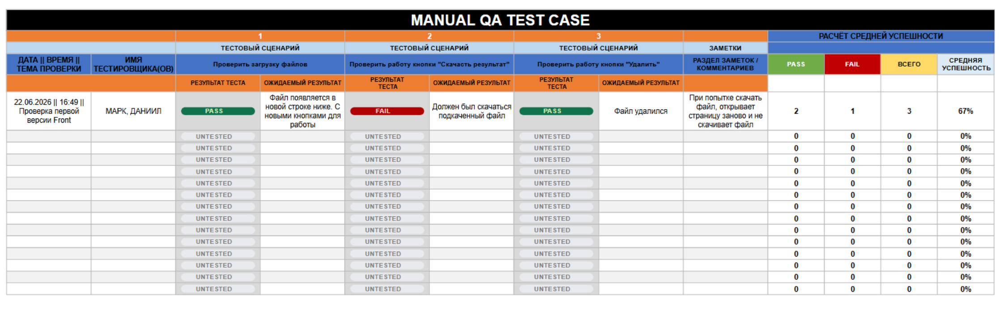 MANUAL QA TEST CASE
1 2 3 РАСЧЁТ СРЕДНЕЙ УСПЕШНОСТИ
ТЕСТОВЫЙ СЦЕНАРИЙ ТЕСТОВЫЙ СЦЕНАРИЙ ТЕСТОВЫЙ СЦЕНАРИЙ ЗАМЕТКИ
ДАТА || ВРЕМЯ ||
ТЕМА ПРОВЕРКИ
ИМЯ
ТЕСТИРОВЩИКА(ОВ)
Проверить загрузку файлов
Проверить работу кнопки "Скачасть результат"
Проверить работу кнопки "Удалить"
РАЗДЕЛ ЗАМЕТОК /
КОММЕНТАРИЕВ
PASS
FAIL
ВСЕГО
СРЕДНЯЯ
УСПЕШНОСТЬ
РЕЗУЛЬТАТ ТЕСТА
ОЖИДАЕМЫЙ РЕЗУЛЬТАТ
РЕЗУЛЬТАТ
ТЕСТА
ОЖИДАЕМЫЙ РЕЗУЛЬТАТ
РЕЗУЛЬТАТ
ТЕСТА
ОЖИДАЕМЫЙ РЕЗУЛЬТАТ
22.06.2026 || 16:49 ||
Проверка первой
версии Front
МАРК, ДАНИИЛ
PASS
Файл появляется в
новой строке ниже. С
новыми кнопками для
работы
FAIL
Должен был скачаться
подкаченный файл
PASS
Файл удалился
При попытке скачать
файл, открывает
страницу заново и не
скачивает файл
2 1 3 67%
UNTESTED UNTESTED UNTESTED 0 0 0 0%
UNTESTED UNTESTED UNTESTED 0 0 0 0%
UNTESTED UNTESTED UNTESTED 0 0 0 0%
UNTESTED UNTESTED UNTESTED 0 0 0 0%
UNTESTED UNTESTED UNTESTED 0 0 0 0%
UNTESTED UNTESTED UNTESTED 0 0 0 0%
UNTESTED UNTESTED UNTESTED 0 0 0 0%
UNTESTED UNTESTED UNTESTED 0 0 0 0%
UNTESTED UNTESTED UNTESTED 0 0 0 0%
UNTESTED UNTESTED UNTESTED 0 0 0 0%
UNTESTED UNTESTED UNTESTED 0 0 0 0%
UNTESTED UNTESTED UNTESTED 0 0 0 0%
UNTESTED UNTESTED UNTESTED 0 0 0 0%
UNTESTED UNTESTED UNTESTED 0 0 0 0%